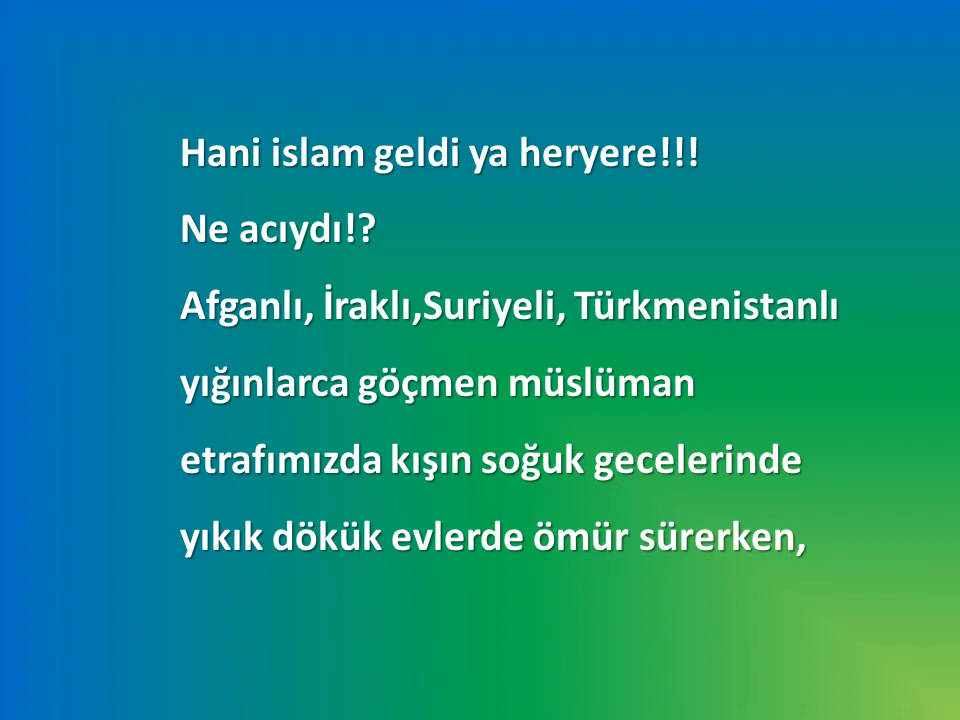 Hani islam geldi ya heryere!!!
Ne acıydı!?
Afganlı, İraklı,Suriyeli, Türkmenistanlı
yığınlarca göçmen müslüman
etrafımızda kışın soğuk gecelerinde
yıkık dökük evlerde ömür sürerken,